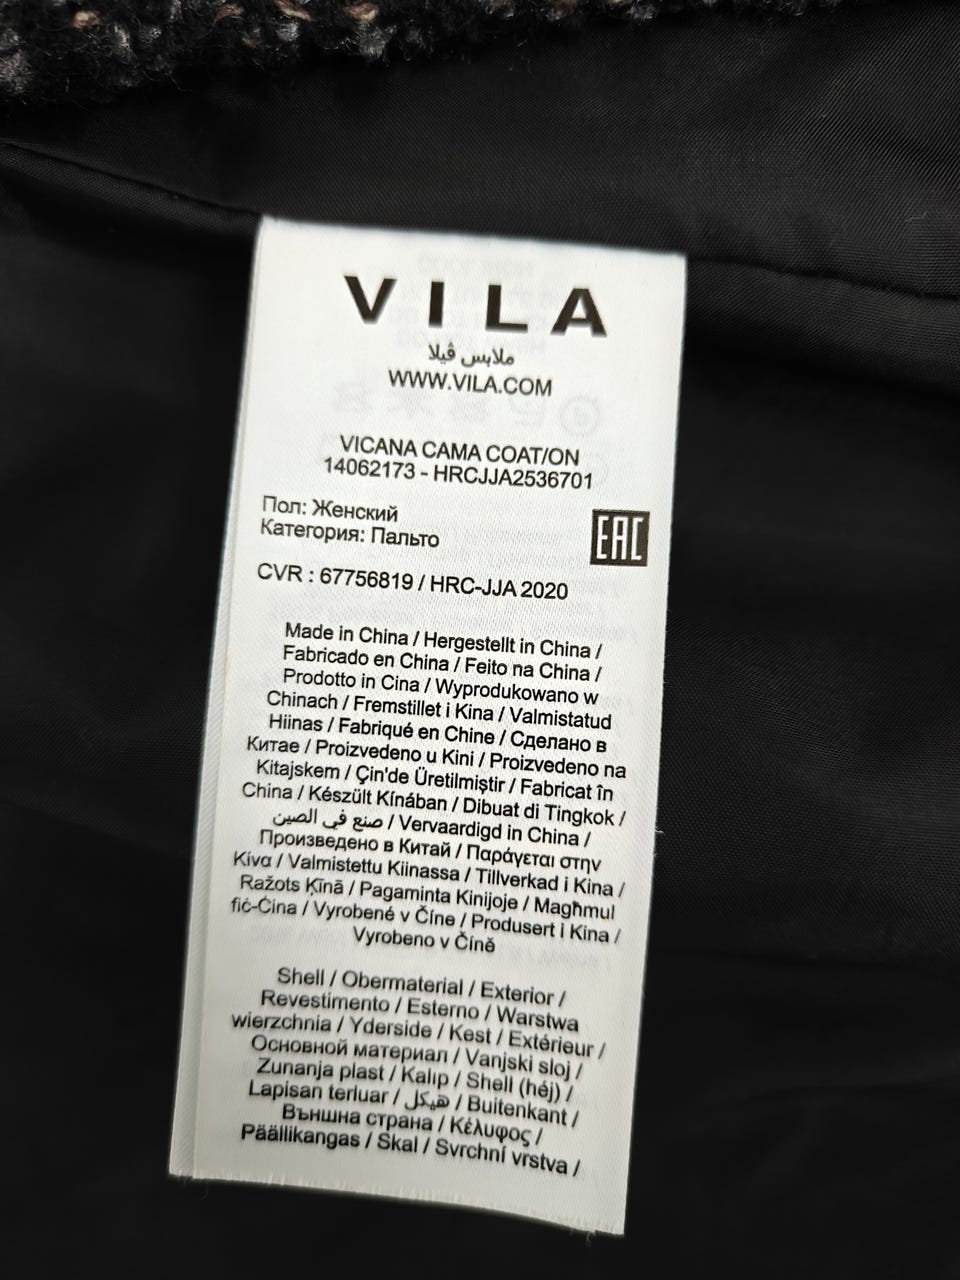 VILA
ملابس ڤيلا
WWW.VILA.COM
VICANA CAMA COAT/ON
14062173 - HRCJJA2536701
Пол: Женский
Категория: Пальто
EAC
CVR : 67756819 / HRC-JJA 2020
Made in China / Hergestellt in China /
Fabricado en China / Feito na China /
Prodotto in Cina / Wyprodukowano w
Chinach / Fremstillet i Kina / Valmistatud
Hiinas / Fabriqué en Chine / Сделано в
Китае / Proizvedeno u Kini / Proizvedeno na
Kitajskem / Çin'de Üretilmiştir / Fabricat în
China / Készült Kínában / Dibuat di Tingkok /
صنع في الصين / Vervaardigd in China /
Произведено в Китай / Παράγεται στην
Κίνα / Valmistettu Kiinassa / Tillverkad i Kina /
Ražots Ķīnā / Pagaminta Kinijoje / Magħmul
fiċ-Ċina / Vyrobené v Číne / Produsert i Kina /
Vyrobeno v Číně
Shell / Obermaterial / Exterior /
Revestimento / Esterno / Warstwa
wierzchnia / Yderside / Kest / Extérieur /
Основной материал / Vanjski sloj /
Zunanja plast / Kalıp / Shell (héj) /
Lapisan terluar / هيكل / Buitenkant /
Външна страна / Κέλυφος /
Päällikangas / Skal / Svrchní vrstva /